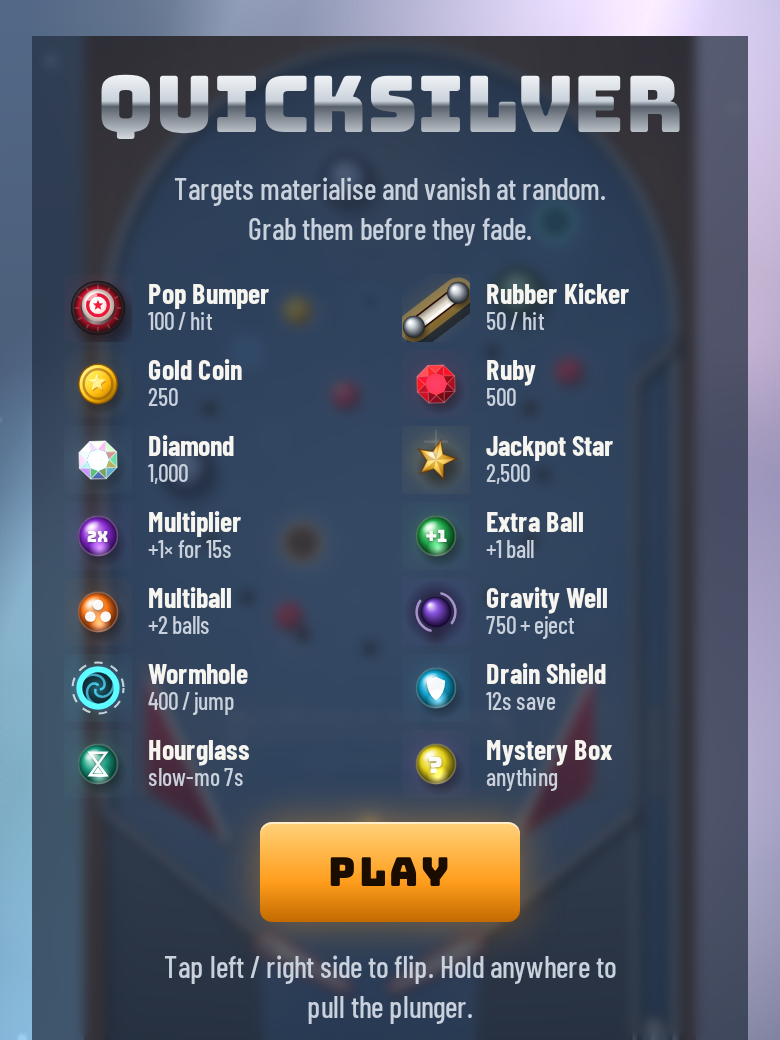 QUICKSILVER
Targets materialise and vanish at random.
Grab them before they fade.
Pop Bumper
100 / hit
Rubber Kicker
50 / hit
Gold Coin
250
Ruby
500
Diamond
1,000
Jackpot Star
2,500
2X
Multiplier
+1× for 15s
+1
Extra Ball
+1 ball
Multiball
+2 balls
Gravity Well
750 + eject
Wormhole
400 / jump
Drain Shield
12s save
Hourglass
slow-mo 7s
?
Mystery Box
anything
PLAY
Tap left / right side to flip. Hold anywhere to
pull the plunger.